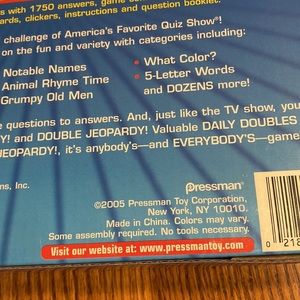 s with 1750 answers, game
ards, clickers, instructions and question booklet.
challenge of America's Favorite Quiz Show®!
on the fun and variety with categories including:
Notable Names
Animal Rhyme Time
Grumpy Old Men
• What Color?
• 5-Letter Words
and DOZENS more!
e questions to answers. And, just like the TV show, you
Y! and DOUBLE JEOPARDY! Valuable DAILY DOUBLES
JEOPARDY!, it's anybody's—and EVERYBODY'S—game
ns, Inc.
Pressman®
©2005 Pressman Toy Corporation,
New York, NY 10010.
Made in China. Colors may vary.
Some assembly required.
Visit our website at: www.pressmantoy.com
0 218